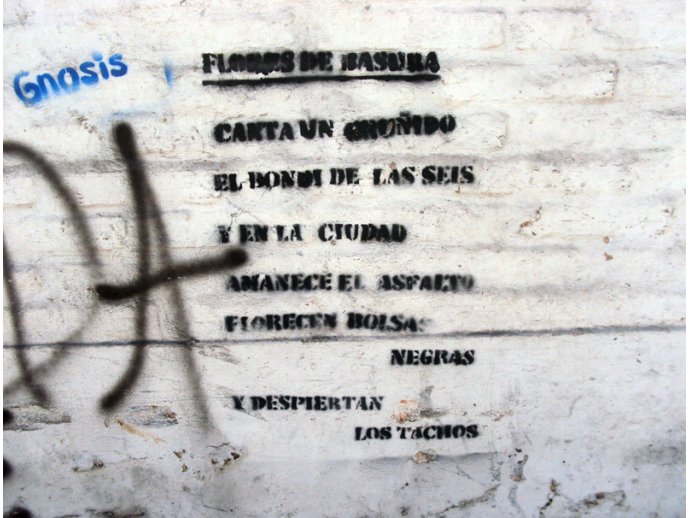 Gnosis
FLORES DE BASURA
CANTA UN GRUÑIDO
EL BONDI DE LAS SEIS
Y EN LA CIUDAD
AMANECE EL ASFALTO
FLORECEN BOLSAS
NEGRAS
Y DESPIERTAN
LOS TACHOS